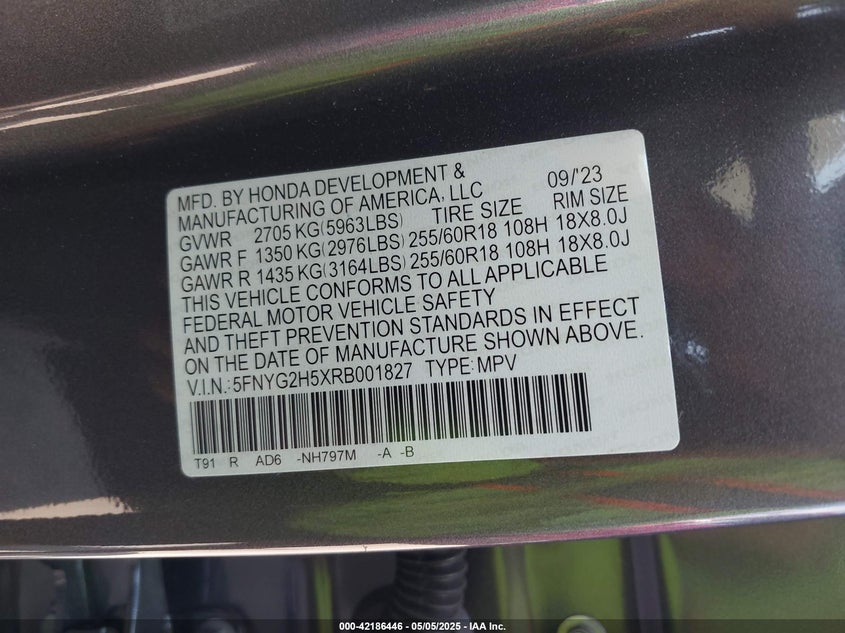 MFD. BY HONDA DEVELOPMENT & 09/'23
MANUFACTURING OF AMERICA, LLC
GVWR 2705 KG(5963LBS) TIRE SIZE RIM SIZE
GAWR F 1350 KG(2976LBS) 255/60R18 108H 18X8.0J
GAWR R 1435 KG(3164LBS) 255/60R18 108H 18X8.0J
THIS VEHICLE CONFORMS TO ALL APPLICABLE
FEDERAL MOTOR VEHICLE SAFETY
AND THEFT PREVENTION STANDARDS IN EFFECT
ON THE DATE OF MANUFACTURE SHOWN ABOVE.
V.I.N.:5FNYG2H5XRB001827 TYPE:MPV
T91 R AD6 -NH797M -A -B
000-42186446 - 05/05/2025 - IAA Inc.